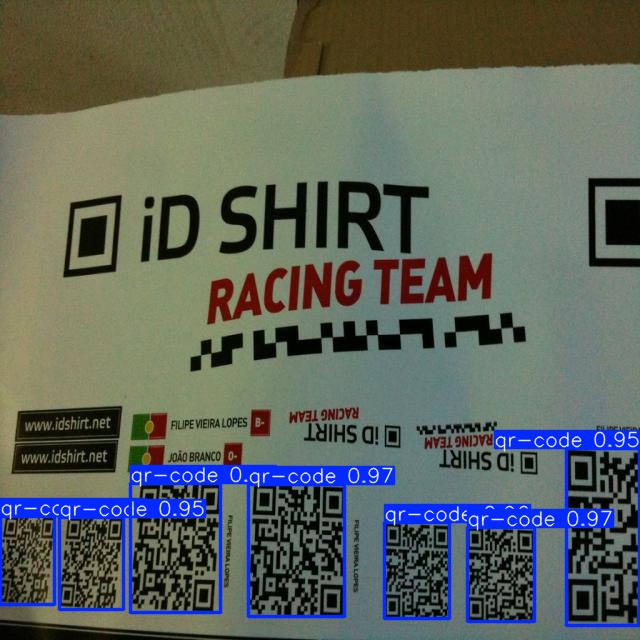 iD SHIRT
RACING TEAM
www.idshirt.net
FILIPE VIEIRA LOPES B-
iD SHIRT
RACING TEAM
iD SHIRT
RACING TEAM
www.idshirt.net
JOÃO BRANCO O-
qr-code 0.95
qr-code 0.97
qr-code 0.95
qr-code 0.97
FILIPE VIEIRA LOPES
FILIPE VIEIRA LOPES